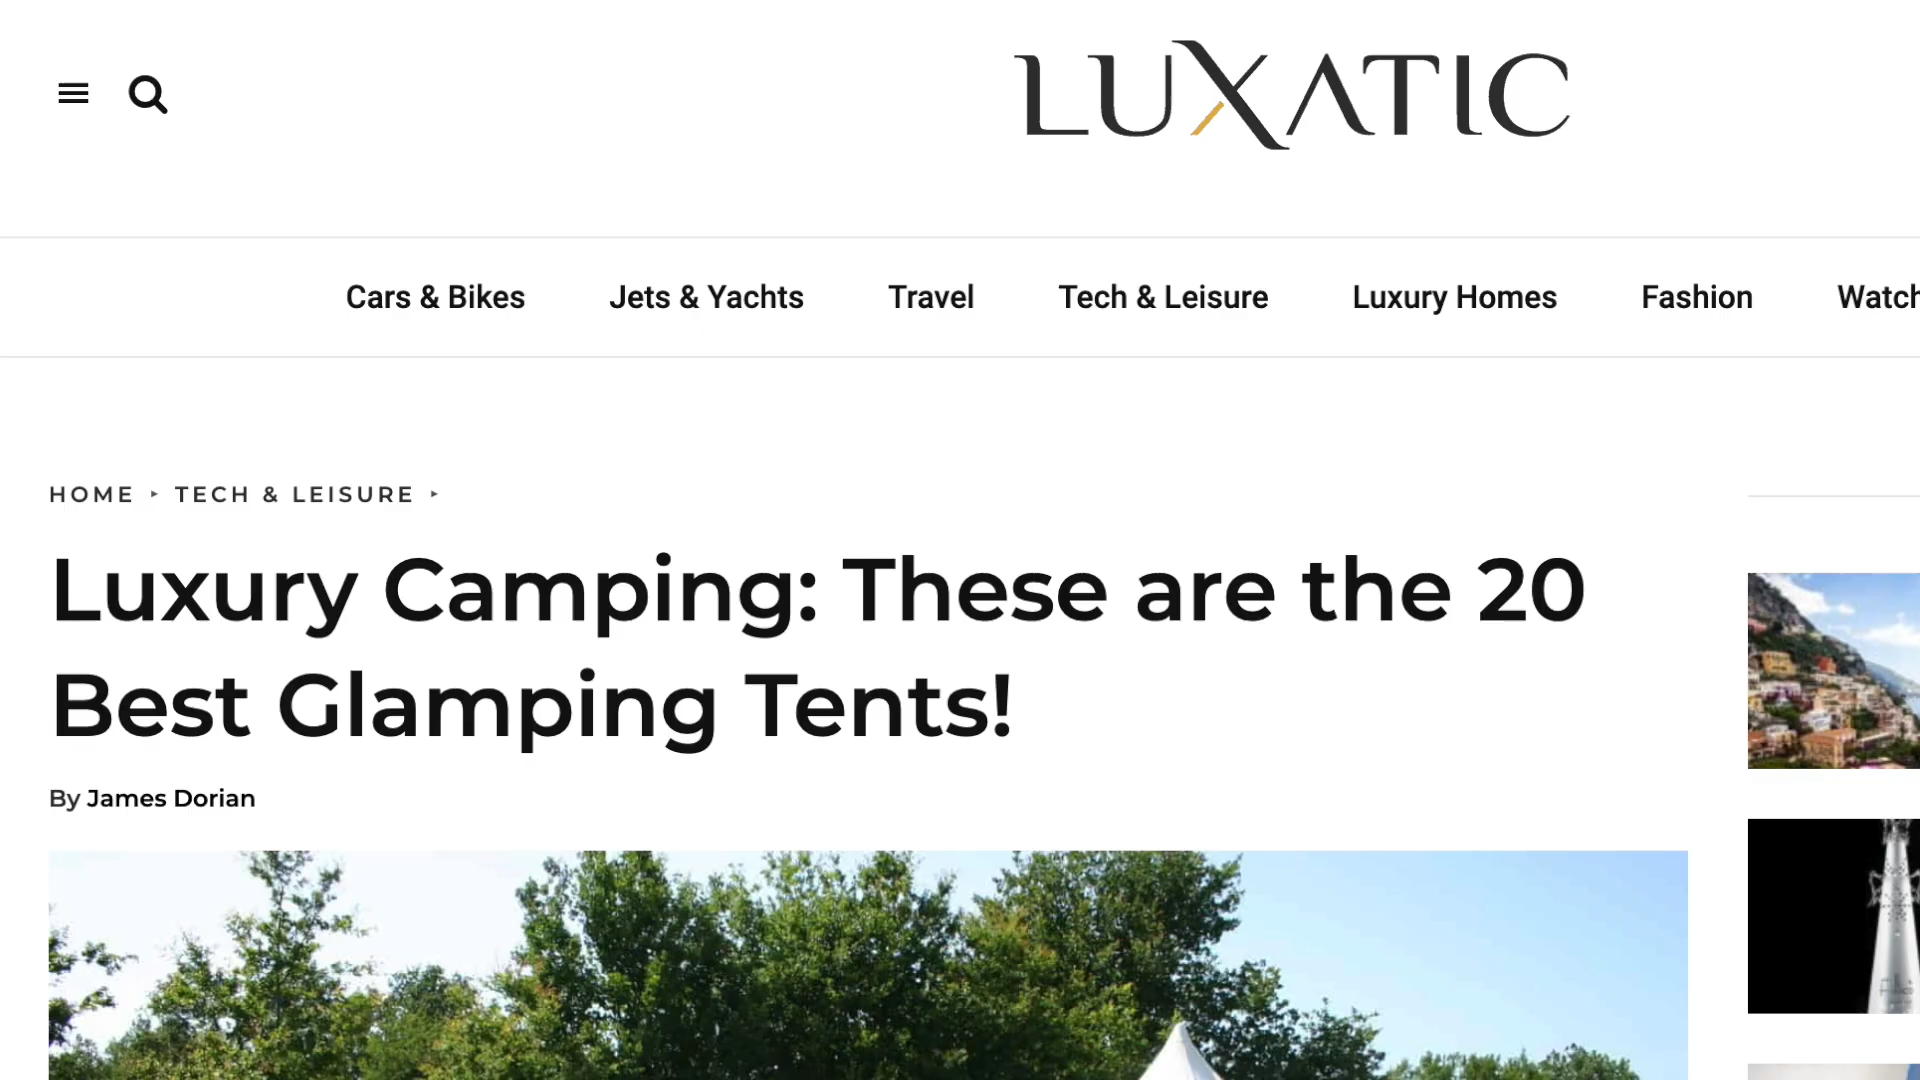 LUXATIC
Cars & Bikes Jets & Yachts Travel Tech & Leisure Luxury Homes Fashion Watch
HOME ‣ TECH & LEISURE ‣
Luxury Camping: These are the 20
Best Glamping Tents!
By James Dorian